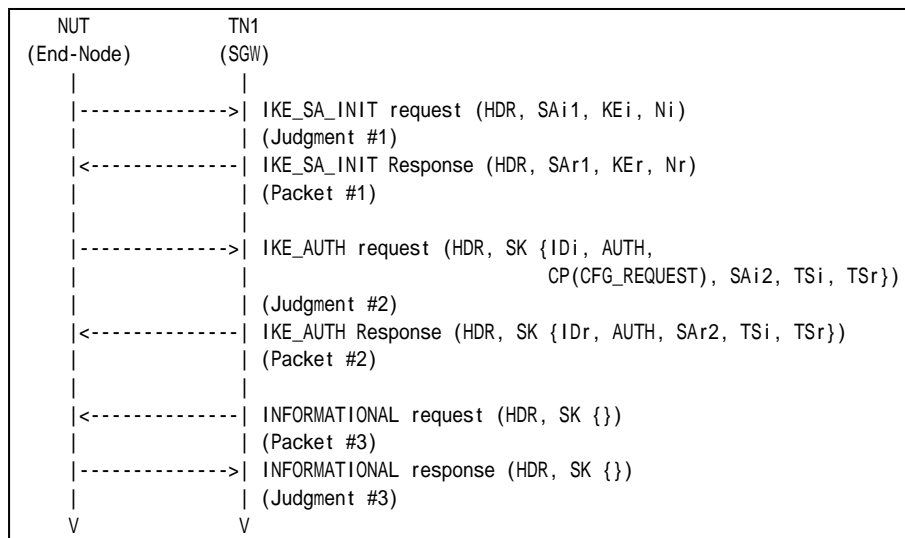 NUT              TN1
(End-Node)         (SGW)
    |                |
    |-------------->| IKE_SA_INIT request (HDR, SAi1, KEi, Ni)
    |                | (Judgment #1)
    |<--------------| IKE_SA_INIT Response (HDR, SAr1, KEr, Nr)
    |                | (Packet #1)
    |                |
    |-------------->| IKE_AUTH request (HDR, SK {IDi, AUTH,
    |                |                         CP(CFG_REQUEST), SAi2, TSi, TSr})
    |                | (Judgment #2)
    |<--------------| IKE_AUTH Response (HDR, SK {IDr, AUTH, SAr2, TSi, TSr})
    |                | (Packet #2)
    |                |
    |<--------------| INFORMATIONAL request (HDR, SK {})
    |                | (Packet #3)
    |-------------->| INFORMATIONAL response (HDR, SK {})
    |                | (Judgment #3)
    V                V